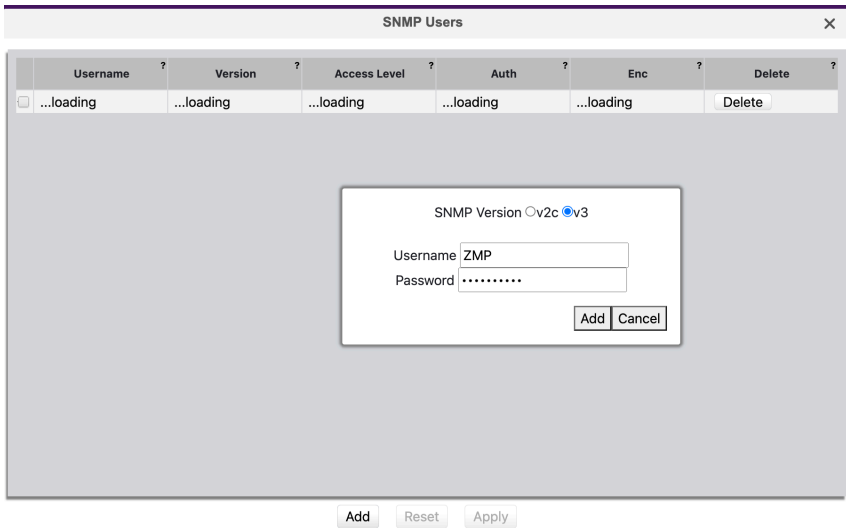 SNMP Users ×
Username ? Version ? Access Level ? Auth ? Enc ? Delete ?
...loading ...loading ...loading ...loading ...loading Delete
SNMP Version v2c v3
Username ZMP
Password ••••••••••
Add Cancel
Add Reset Apply